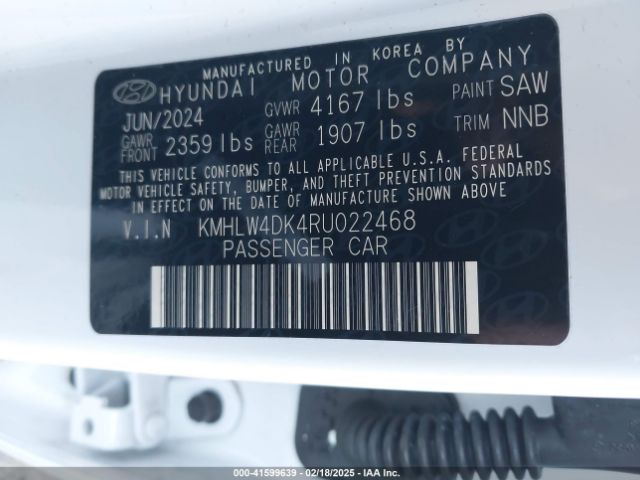 MANUFACTURED IN KOREA BY
HYUNDAI MOTOR COMPANY
JUN/2024 GVWR 4167 lbs PAINT SAW
GAWR FRONT 2359 lbs GAWR REAR 1907 lbs TRIM NNB
THIS VEHICLE CONFORMS TO ALL APPLICABLE U.S.A. FEDERAL
MOTOR VEHICLE SAFETY, BUMPER, AND THEFT PREVENTION STANDARDS
IN EFFECT ON THE DATE OF MANUFACTURE SHOWN ABOVE
V.I.N KMHLW4DK4RU022468
PASSENGER CAR
000-41599639 - 02/18/2025 - IAA Inc.